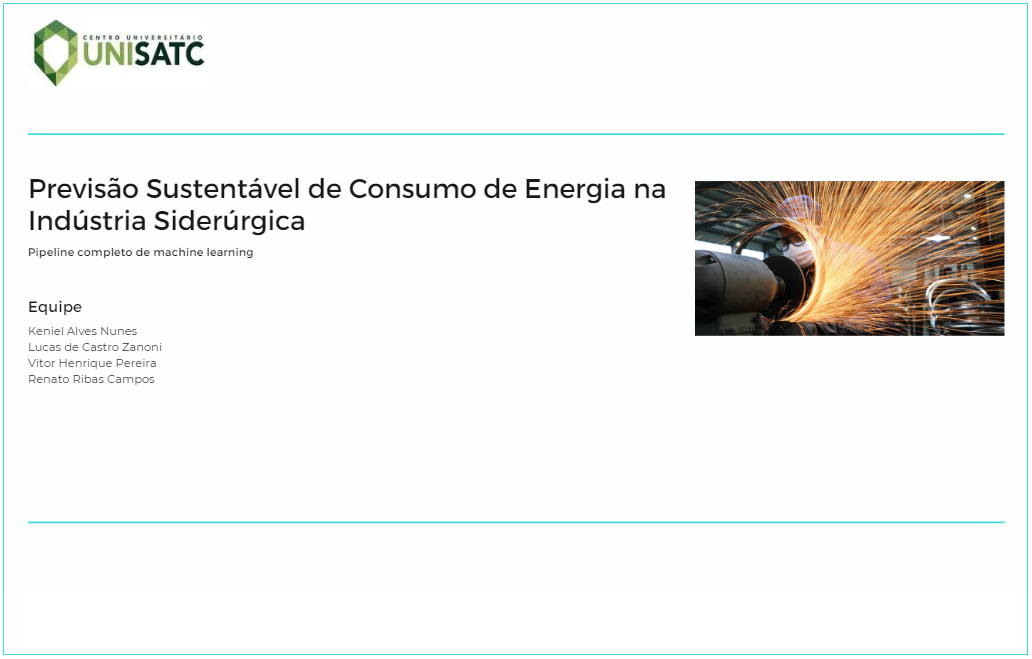 CENTRO UNIVERSITÁRIO
UNISATC
Previsão Sustentável de Consumo de Energia na
Indústria Siderúrgica
Pipeline completo de machine learning
Equipe
Keniel Alves Nunes
Lucas de Castro Zanoni
Vitor Henrique Pereira
Renato Ribas Campos